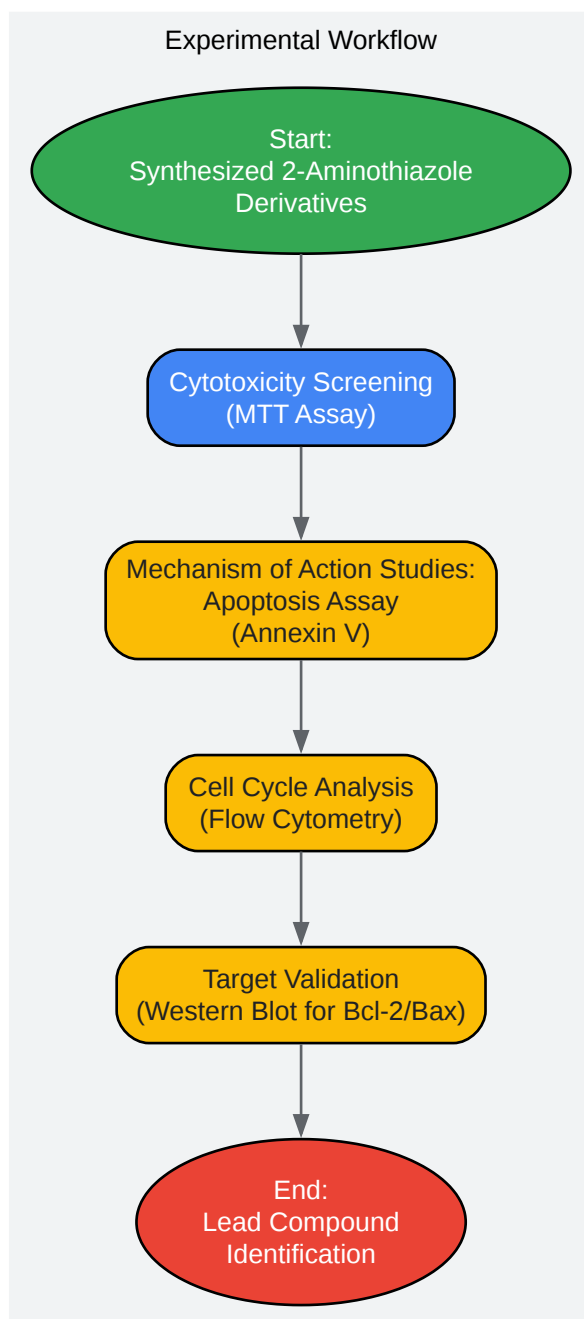 Experimental Workflow
Start:
Synthesized 2-Aminothiazole
Derivatives
Cytotoxicity Screening
(MTT Assay)
Mechanism of Action Studies:
Apoptosis Assay
(Annexin V)
Cell Cycle Analysis
(Flow Cytometry)
Target Validation
(Western Blot for Bcl-2/Bax)
End:
Lead Compound
Identification